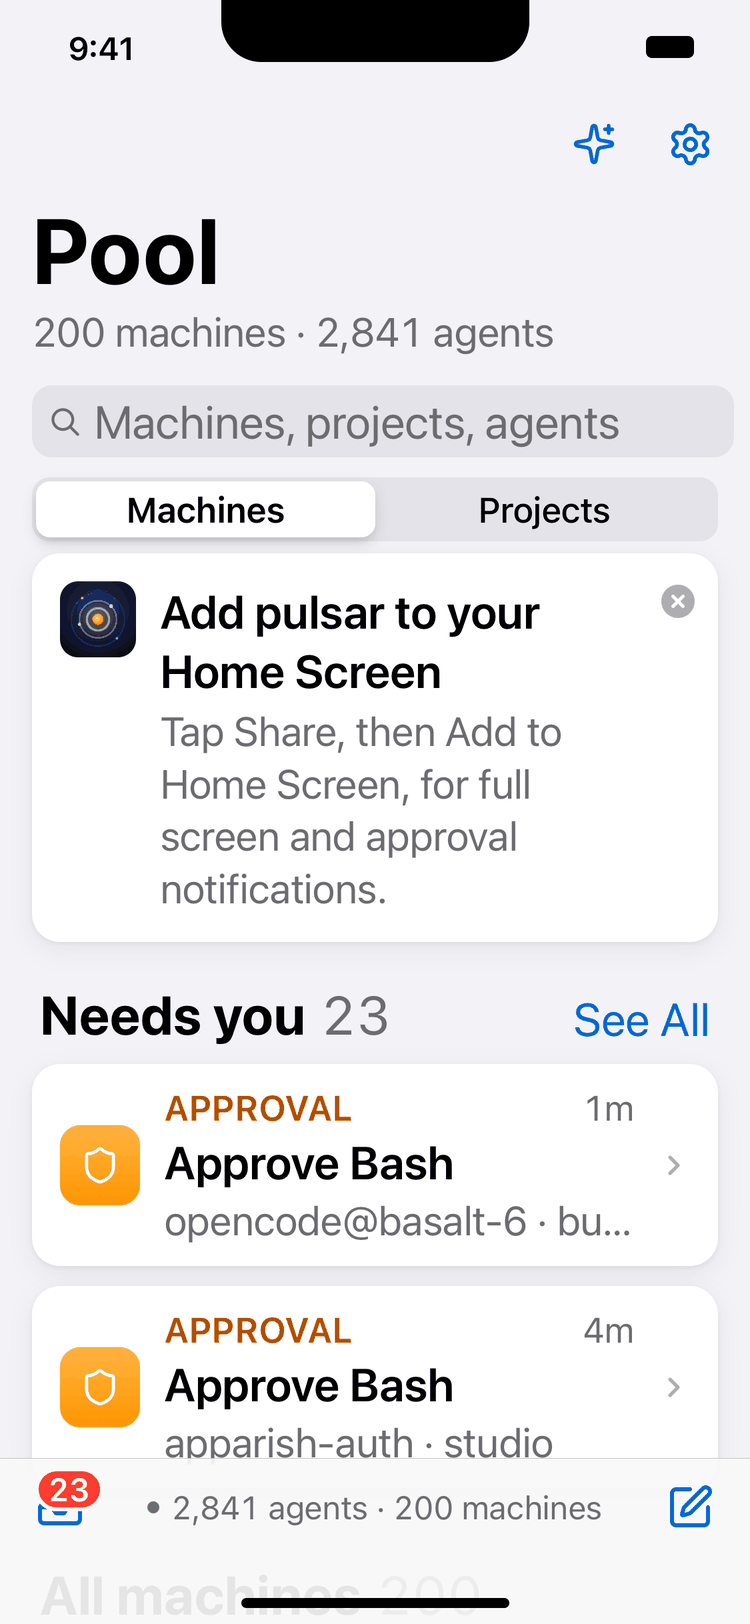 9:41
Pool
200 machines · 2,841 agents
Machines, projects, agents
Machines
Projects
Add pulsar to your
Home Screen
Tap Share, then Add to
Home Screen, for full
screen and approval
notifications.
Needs you 23
See All
APPROVAL
1m
Approve Bash
opencode@basalt-6 · bu...
APPROVAL
4m
Approve Bash
apparish-auth · studio
23
• 2,841 agents · 200 machines
All machines 200